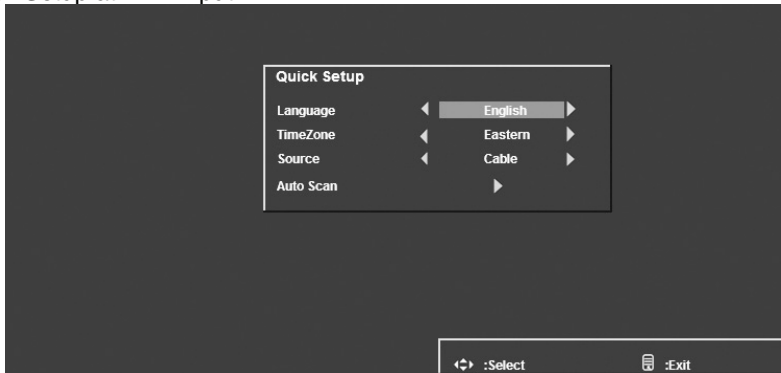 Quick Setup
Language English
TimeZone Eastern
Source Cable
Auto Scan
:Select :Exit